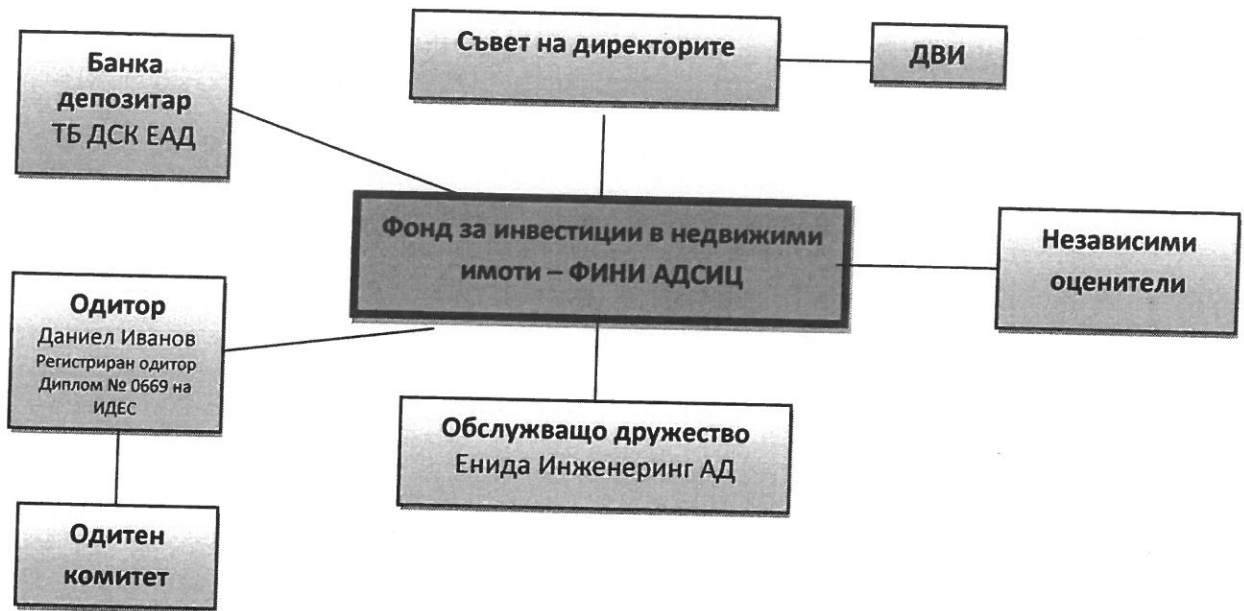 Съвет на директорите
ДВИ
Банка
депозитар
ТБ ДСК ЕАД
Фонд за инвестиции в недвижими
имоти – ФИНИ АДСИЦ
Независими
оценители
Одитор
Даниел Иванов
Регистриран одитор
Диплом № 0669 на
ИДЕС
Обслужващо дружество
Енида Инженеринг АД
Одитен
комитет